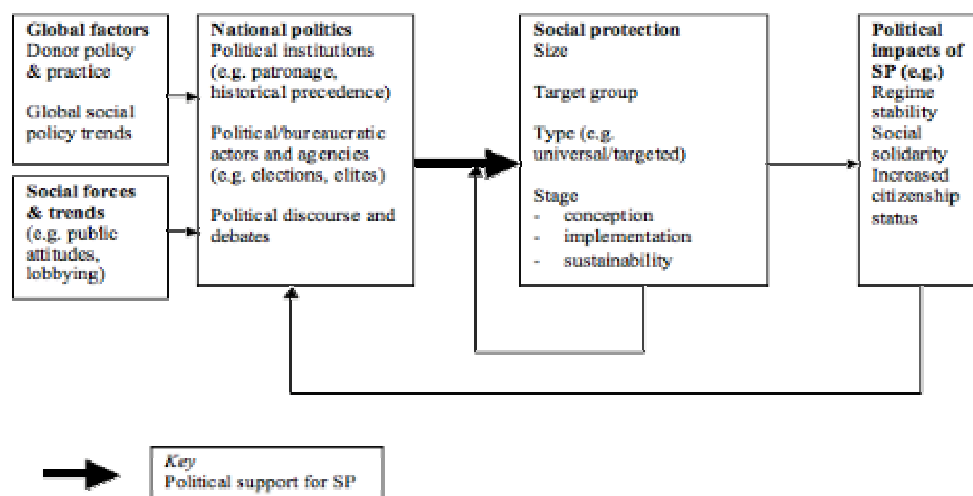 Global factors
Donor policy
& practice
Global social
policy trends
Social forces
& trends
(e.g. public
attitudes,
lobbying)
National politics
Political institutions
(e.g. patronage,
historical precedence)
Political/bureaucratic
actors and agencies
(e.g. elections, elites)
Political discourse and
debates
Social protection
Size
Target group
Type (e.g.
universal/targeted)
Stage
- conception
- implementation
- sustainability
Political
impacts of
SP (e.g.)
Regime
stability
Social
solidarity
Increased
citizenship
status
Key
Political support for SP